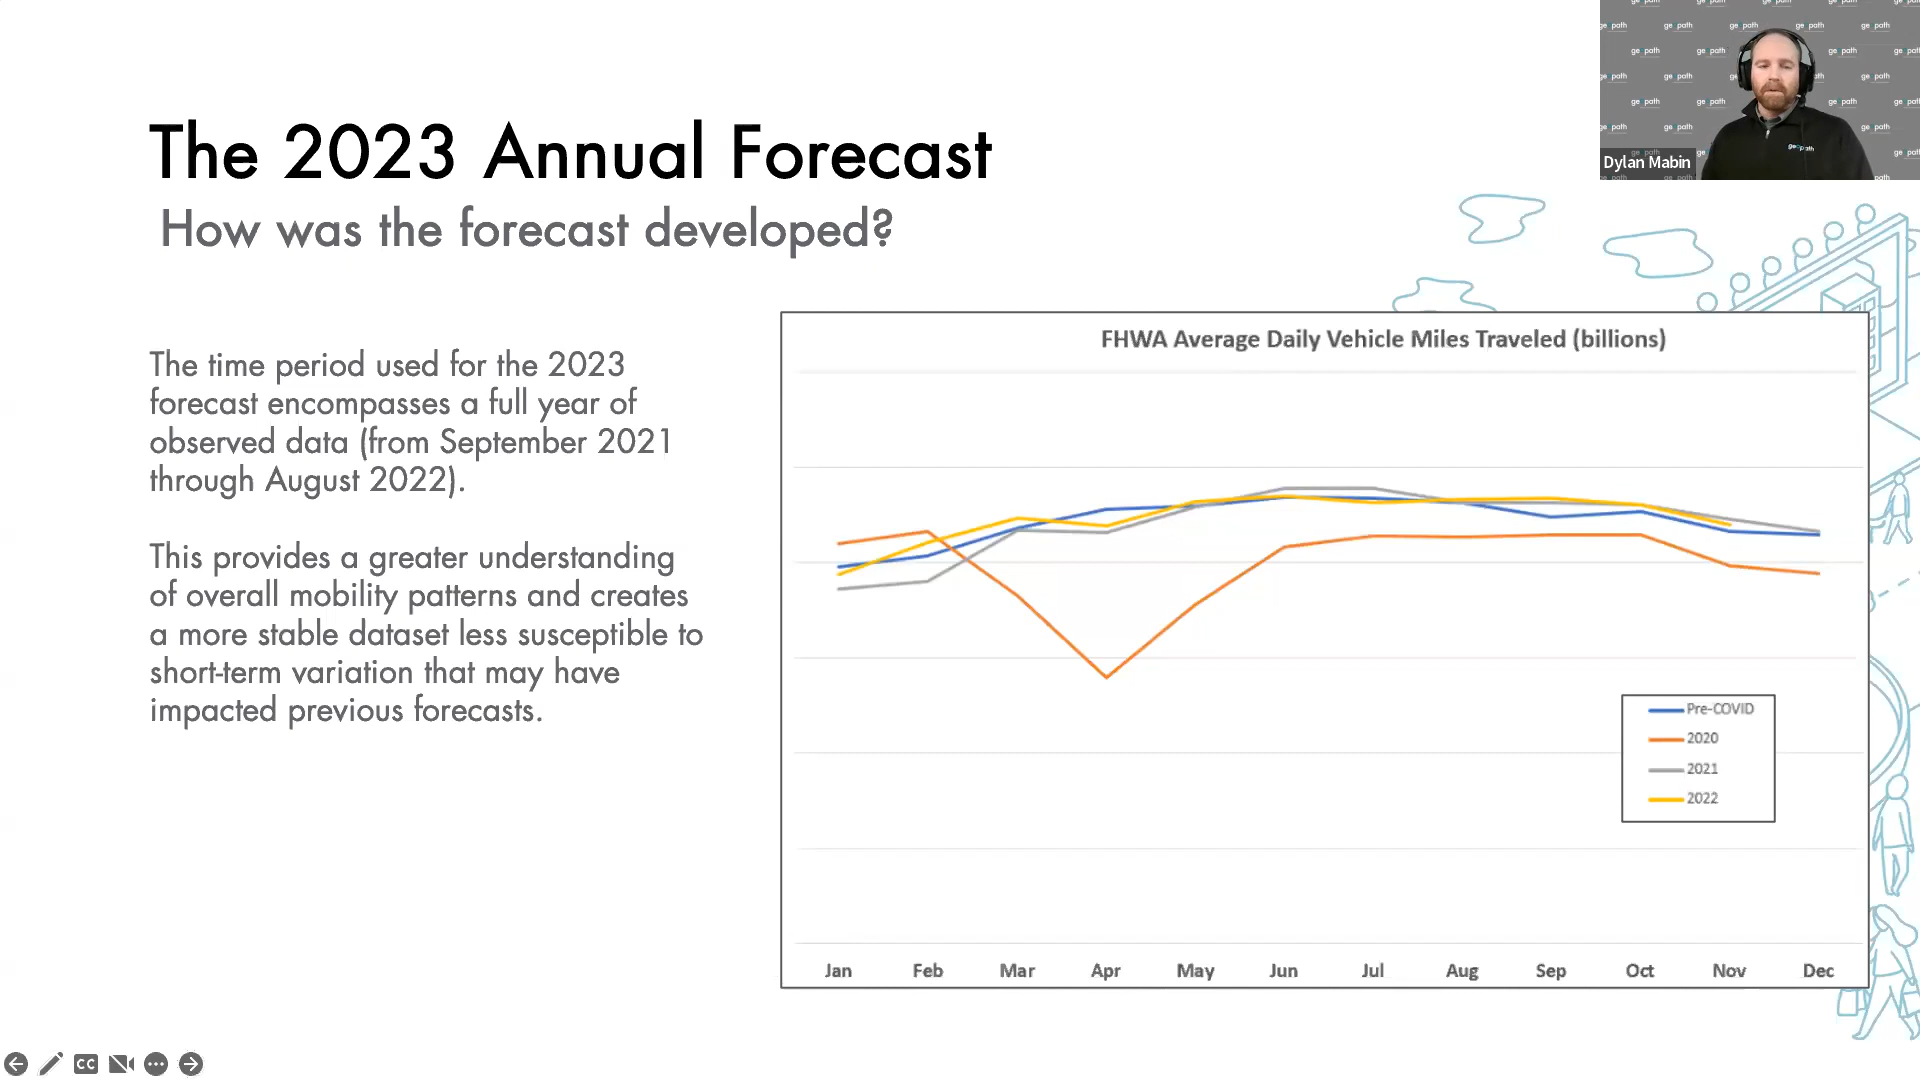 The 2023 Annual Forecast
How was the forecast developed?
The time period used for the 2023
forecast encompasses a full year of
observed data (from September 2021
through August 2022).
This provides a greater understanding
of overall mobility patterns and creates
a more stable dataset less susceptible to
short-term variation that may have
impacted previous forecasts.
FHWA Average Daily Vehicle Miles Traveled (billions)
Pre-COVID
2020
2021
2022
Jan Feb Mar Apr May Jun Jul Aug Sep Oct Nov Dec
Dylan Mabin
geopath
CC